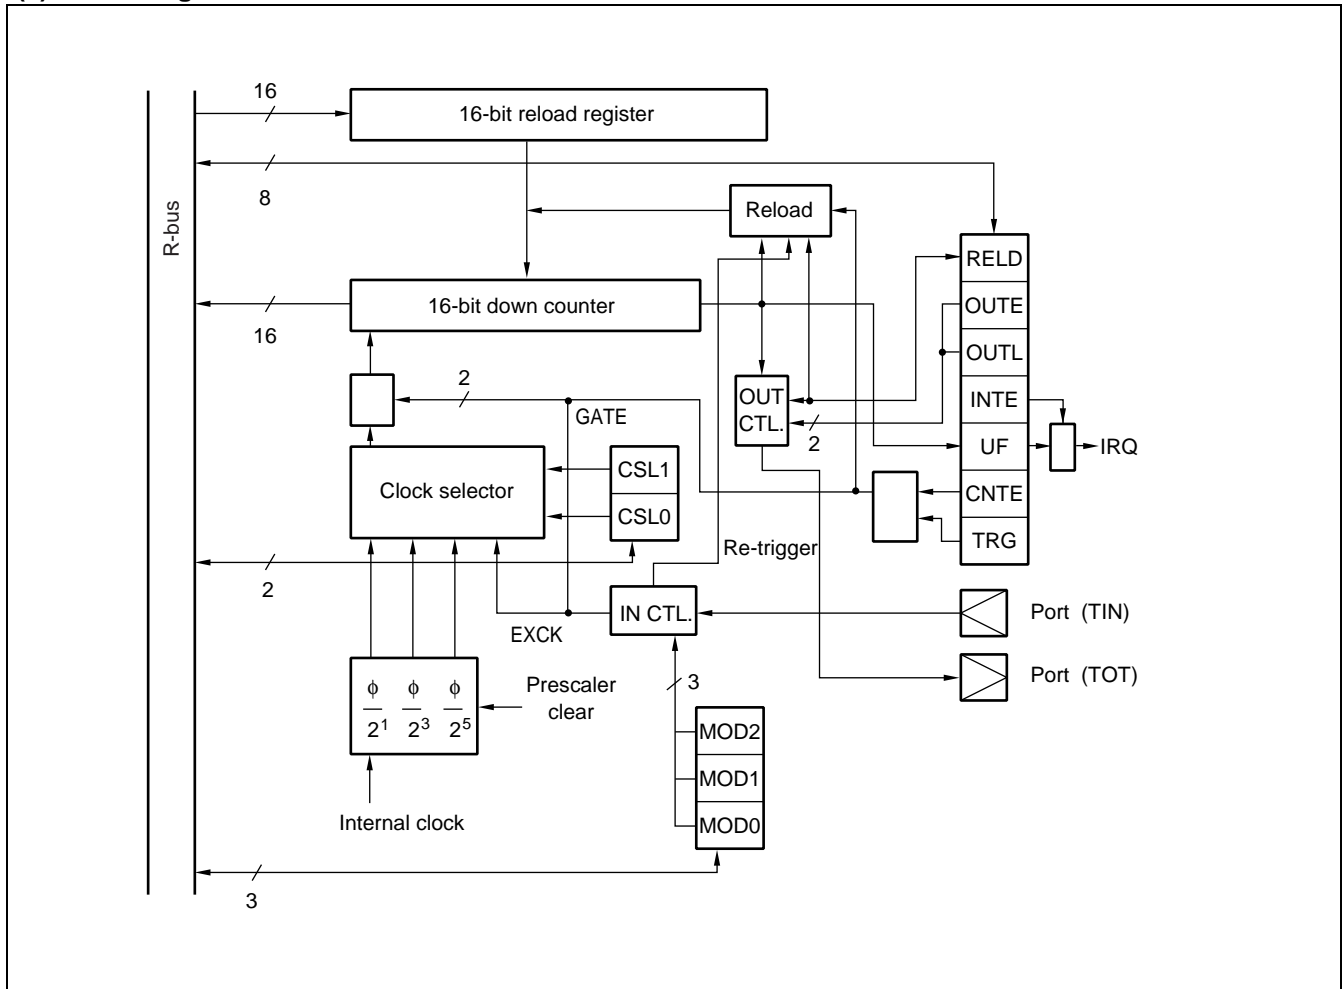 16
16-bit reload register
8
R-bus
Reload
RELD
16-bit down counter
OUTE
16
OUTL
2
GATE
OUT
CTL.
2
INTE
UF
IRQ
CSL1
Clock selector
CSL0
CNTE
TRG
2
Re-trigger
IN CTL.
Port (TIN)
EXCK
Port (TOT)
3
ϕ ϕ ϕ
2¹ 2³ 2⁵
Prescaler
clear
MOD2
MOD1
MOD0
Internal clock
3